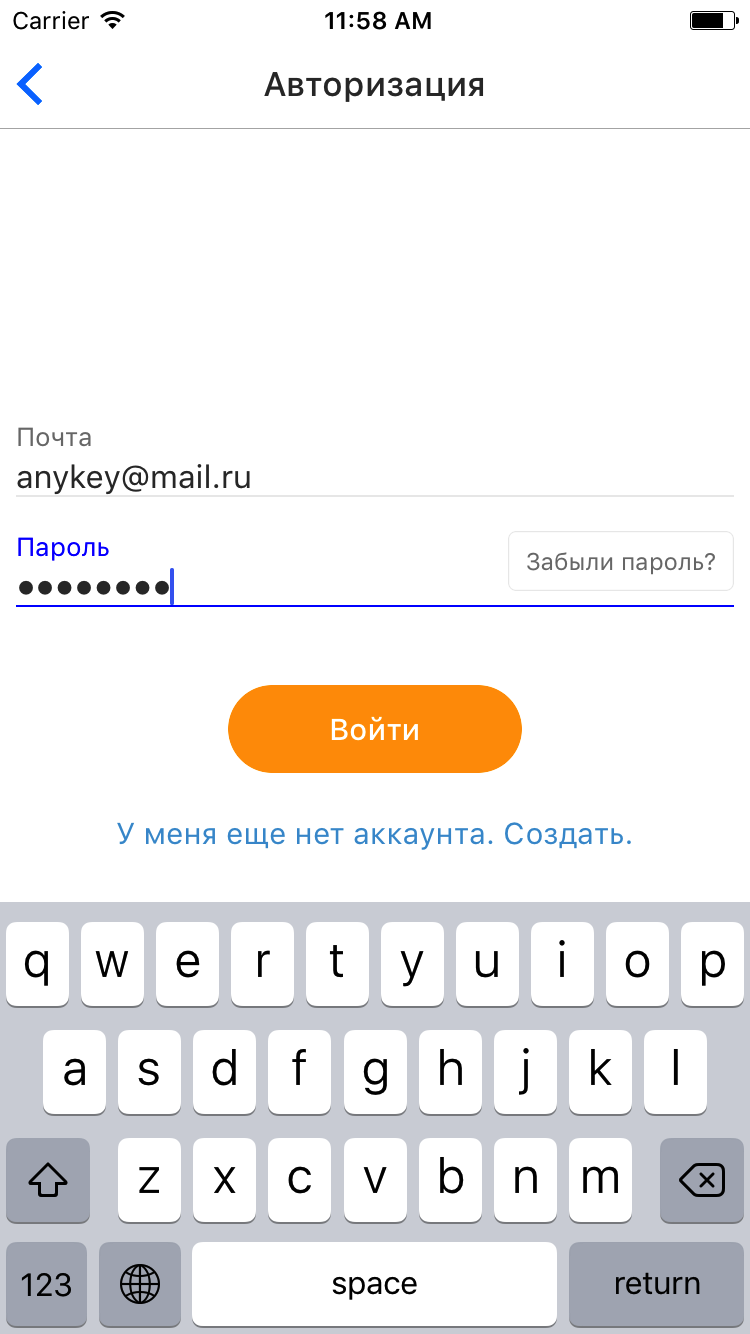 Carrier 11:58 AM
Авторизация
Почта
anykey@mail.ru
Пароль
Забыли пароль?
Войти
У меня еще нет аккаунта. Создать.
q w e r t y u i o p
a s d f g h j k l
z x c v b n m
123 space return